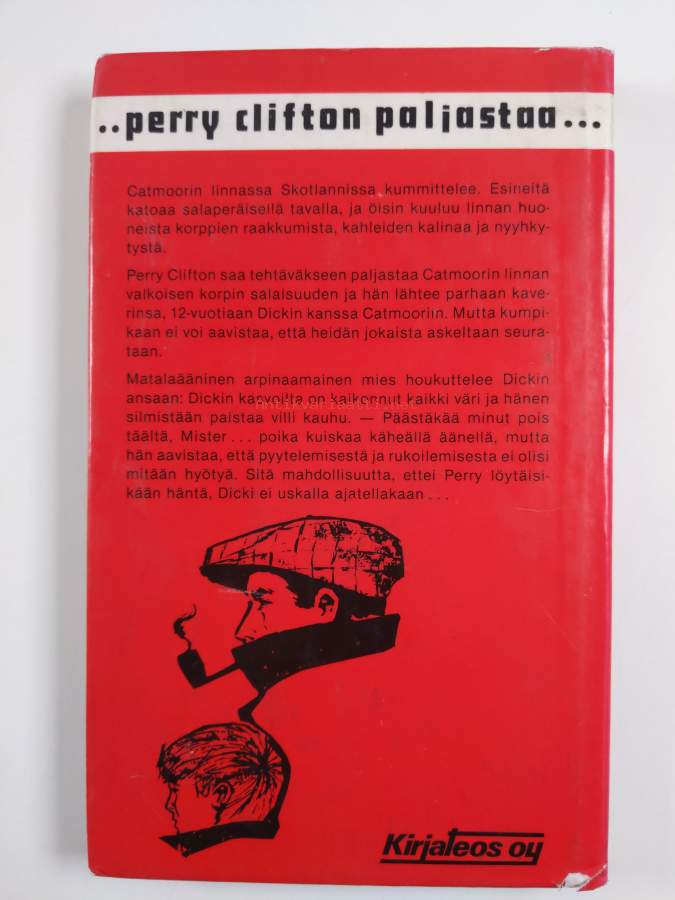 ..perry clifton paljastaa...
Catmoorin linnassa Skotlannissa kummittelee. Esineitä
katoaa salaperäisellä tavalla, ja öisin kuuluu linnan huo-
neista korppien raakkumista, kahleiden kalinaa ja nyyhky-
tystä.
Perry Clifton saa tehtäväkseen paljastaa Catmoorin linnan
valkoisen korpin salaisuuden ja hän lähtee parhaan kave-
rinsa, 12-vuotiaan Dickin kanssa Catmooriin. Mutta kumpi-
kaan ei voi aavistaa, että heidän jokaista askeltaan seura-
taan.
Matalaääninen arpinaamainen mies houkuttelee Dickin
ansaan: Dickin kasvoilta on kaikonnut kaikki väri ja hänen
antikvariaatti.net
silmistään paistaa villi kauhu. — Päästäkää minut pois
täältä, Mister... poika kuiskaa käheällä äänellä, mutta
hän aavistaa, että pyytelemisestä ja rukoilemisesta ei olisi
mitään hyötyä. Sitä mahdollisuutta, ettei Perry löytäisi-
kään häntä, Dicki ei uskalla ajatellakaan...
Kirjateos oy